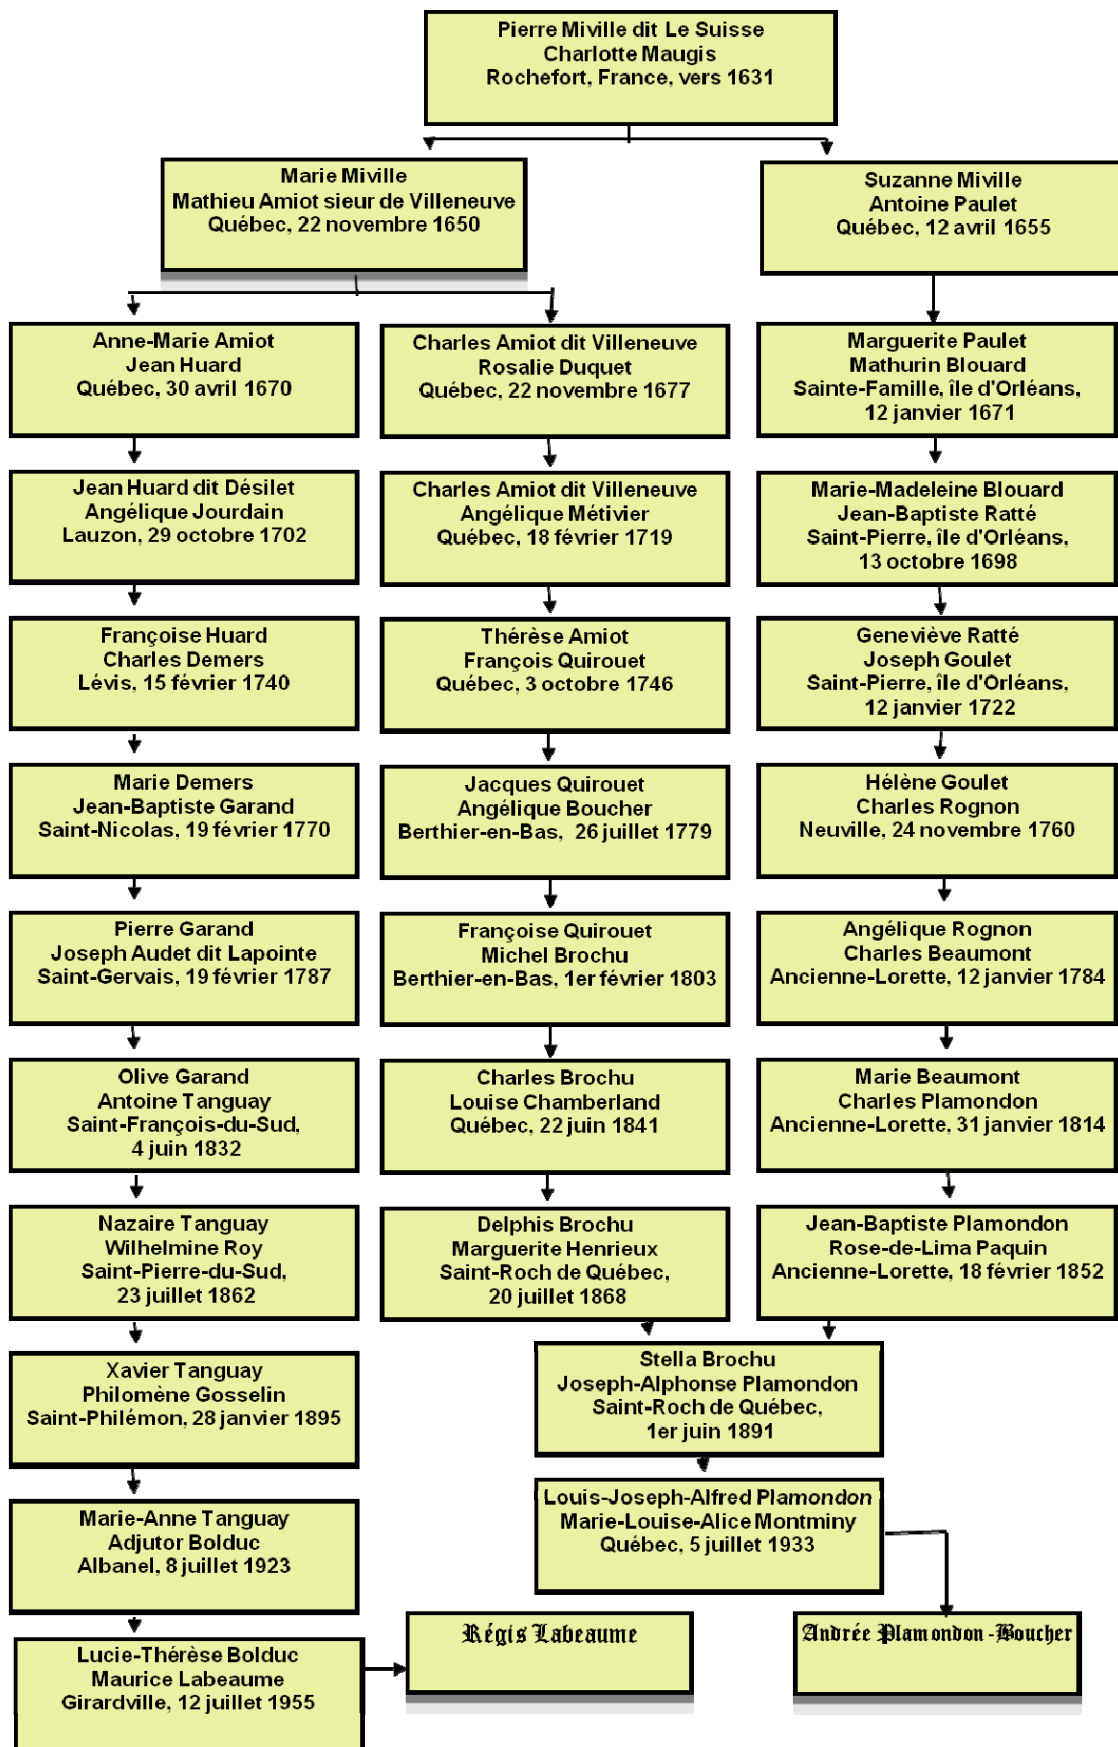 Pierre Miville dit Le Suisse
Charlotte Maugis
Rochefort, France, vers 1631
Marie Miville
Mathieu Amiot sieur de Villeneuve
Québec, 22 novembre 1650
Suzanne Miville
Antoine Paulet
Québec, 12 avril 1655
Anne-Marie Amiot
Jean Huard
Québec, 30 avril 1670
Charles Amiot dit Villeneuve
Rosalie Duquet
Québec, 22 novembre 1677
Marguerite Paulet
Mathurin Blouard
Sainte-Famille, île d'Orléans,
12 janvier 1671
Jean Huard dit Désilet
Angélique Jourdain
Lauzon, 29 octobre 1702
Charles Amiot dit Villeneuve
Angélique Métivier
Québec, 18 février 1719
Marie-Madeleine Blouard
Jean-Baptiste Ratté
Saint-Pierre, île d'Orléans,
13 octobre 1698
Françoise Huard
Charles Demers
Lévis, 15 février 1740
Thérèse Amiot
François Quirouet
Québec, 3 octobre 1746
Geneviève Ratté
Joseph Goulet
Saint-Pierre, île d'Orléans,
12 janvier 1722
Marie Demers
Jean-Baptiste Garand
Saint-Nicolas, 19 février 1770
Jacques Quirouet
Angélique Boucher
Berthier-en-Bas, 26 juillet 1779
Hélène Goulet
Charles Rognon
Neuville, 24 novembre 1760
Pierre Garand
Joseph Audet dit Lapointe
Saint-Gervais, 19 février 1787
Françoise Quirouet
Michel Brochu
Berthier-en-Bas, 1er février 1803
Angélique Rognon
Charles Beaumont
Ancienne-Lorette, 12 janvier 1784
Olive Garand
Antoine Tanguay
Saint-François-du-Sud,
4 juin 1832
Charles Brochu
Louise Chamberland
Québec, 22 juin 1841
Marie Beaumont
Charles Plamondon
Ancienne-Lorette, 31 janvier 1814
Nazaire Tanguay
Wilhelmine Roy
Saint-Pierre-du-Sud,
23 juillet 1862
Delphis Brochu
Marguerite Henrieux
Saint-Roch de Québec,
20 juillet 1868
Jean-Baptiste Plamondon
Rose-de-Lima Paquin
Ancienne-Lorette, 18 février 1852
Xavier Tanguay
Philomène Gosselin
Saint-Philémon, 28 janvier 1895
Stella Brochu
Joseph-Alphonse Plamondon
Saint-Roch de Québec,
1er juin 1891
Marie-Anne Tanguay
Adjutor Bolduc
Albanel, 8 juillet 1923
Louis-Joseph-Alfred Plamondon
Marie-Louise-Alice Montminy
Québec, 5 juillet 1933
Lucie-Thérèse Bolduc
Maurice Labeaume
Girardville, 12 juillet 1955
Régis Labeaume
Andrée Plamondon-Boucher